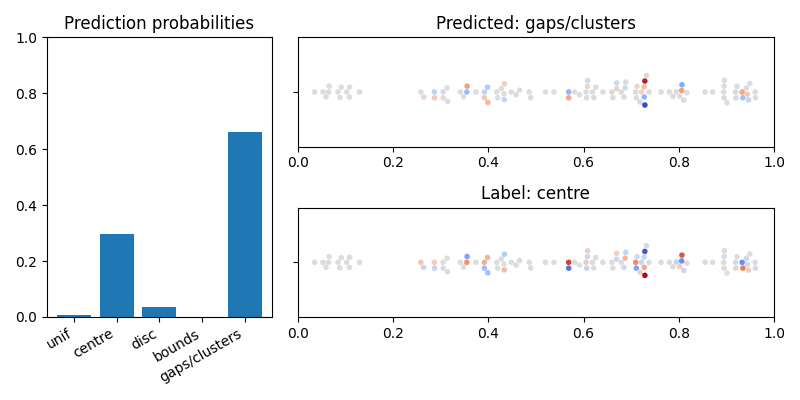 Prediction probabilities
1.0
0.8
0.6
0.4
0.2
0.0
unif
centre
disc
bounds
gaps/clusters
Predicted: gaps/clusters
0.0 0.2 0.4 0.6 0.8 1.0
Label: centre
0.0 0.2 0.4 0.6 0.8 1.0